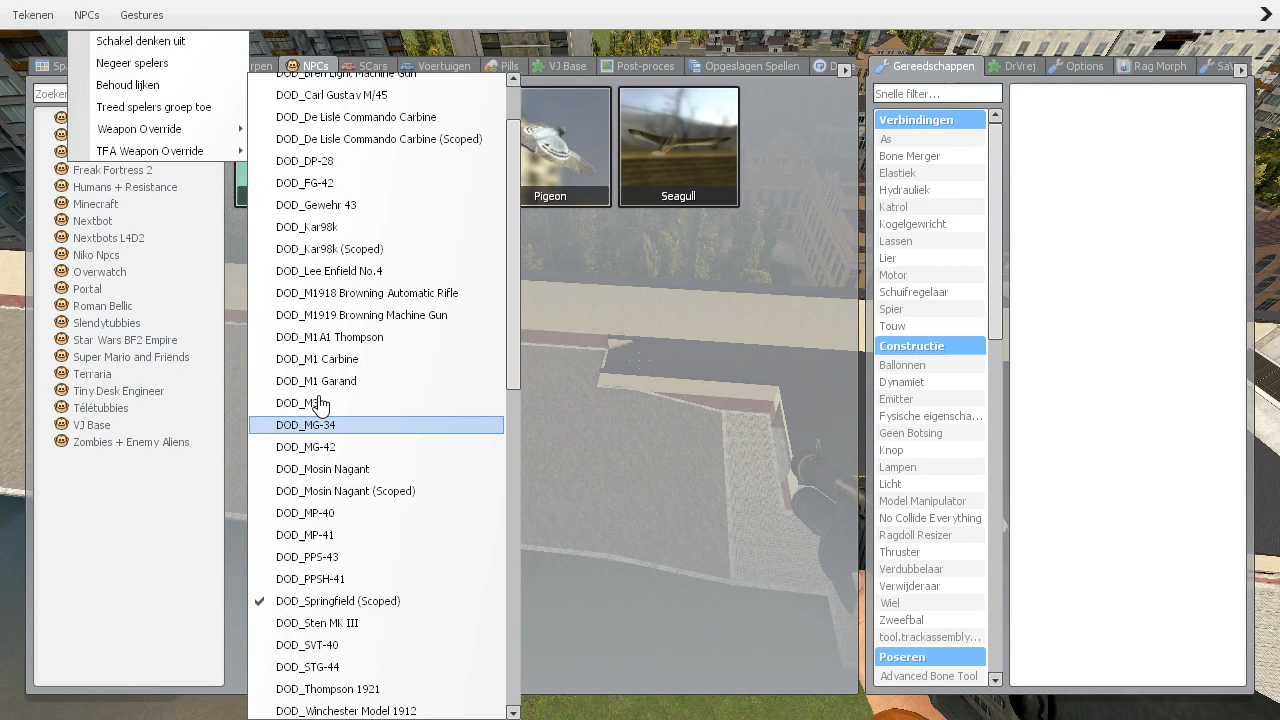 Tekenen NPCs Gestures
Schakel denken uit
Negeer spelers
Behoud lijken
Treed spelers groep toe
Weapon Override
TFA Weapon Override
NPCs SCars Voertuigen Pills VJ Base Post-proces Opgeslagen Spellen
Gereedschappen DrVrej Options Rag Morph
Freak Fortress 2
Humans + Resistance
Minecraft
Nextbot
Nextbots L4D2
Niko Npcs
Overwatch
Portal
Roman Bellic
Slendytubbies
Star Wars BF2 Empire
Super Mario and Friends
Terraria
Tiny Desk Engineer
Télétubbies
VJ Base
Zombies + Enemy Aliens
DOD_Bren Light Machine Gun
DOD_Carl Gustav M/45
DOD_De Lisle Commando Carbine
DOD_De Lisle Commando Carbine (Scoped)
DOD_DP-28
DOD_FG-42
DOD_Gewehr 43
DOD_Kar98k
DOD_Kar98k (Scoped)
DOD_Lee Enfield No.4
DOD_M1918 Browning Automatic Rifle
DOD_M1919 Browning Machine Gun
DOD_M1A1 Thompson
DOD_M1 Carbine
DOD_M1 Garand
DOD_MG-34
DOD_MG-42
DOD_Mosin Nagant
DOD_Mosin Nagant (Scoped)
DOD_MP-40
DOD_MP-41
DOD_PPS-43
DOD_PPSH-41
DOD_Springfield (Scoped)
DOD_Sten MK III
DOD_SVT-40
DOD_STG-44
DOD_Thompson 1921
DOD_Winchester Model 1912
Pigeon
Seagull
Snelle filter...
Verbindingen
As
Bone Merger
Elastiek
Hydrauliek
Katrol
Kogelgewricht
Lassen
Lier
Motor
Schuifregelaar
Spier
Touw
Constructie
Ballonnen
Dynamiet
Emitter
Fysische eigenscha...
Geen Botsing
Knop
Lampen
Licht
Model Manipulator
No Collide Everything
Ragdoll Resizer
Thruster
Verdubbelaar
Verwijderaar
Wiel
Zweefbal
tool.trackassembly...
Poseren
Advanced Bone Tool